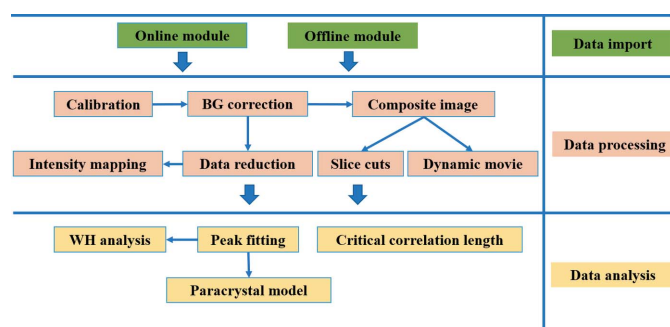 Online module
Offline module
Data import
Calibration
BG correction
Composite image
Data processing
Intensity mapping
Data reduction
Slice cuts
Dynamic movie
WH analysis
Peak fitting
Critical correlation length
Data analysis
Paracrystal model